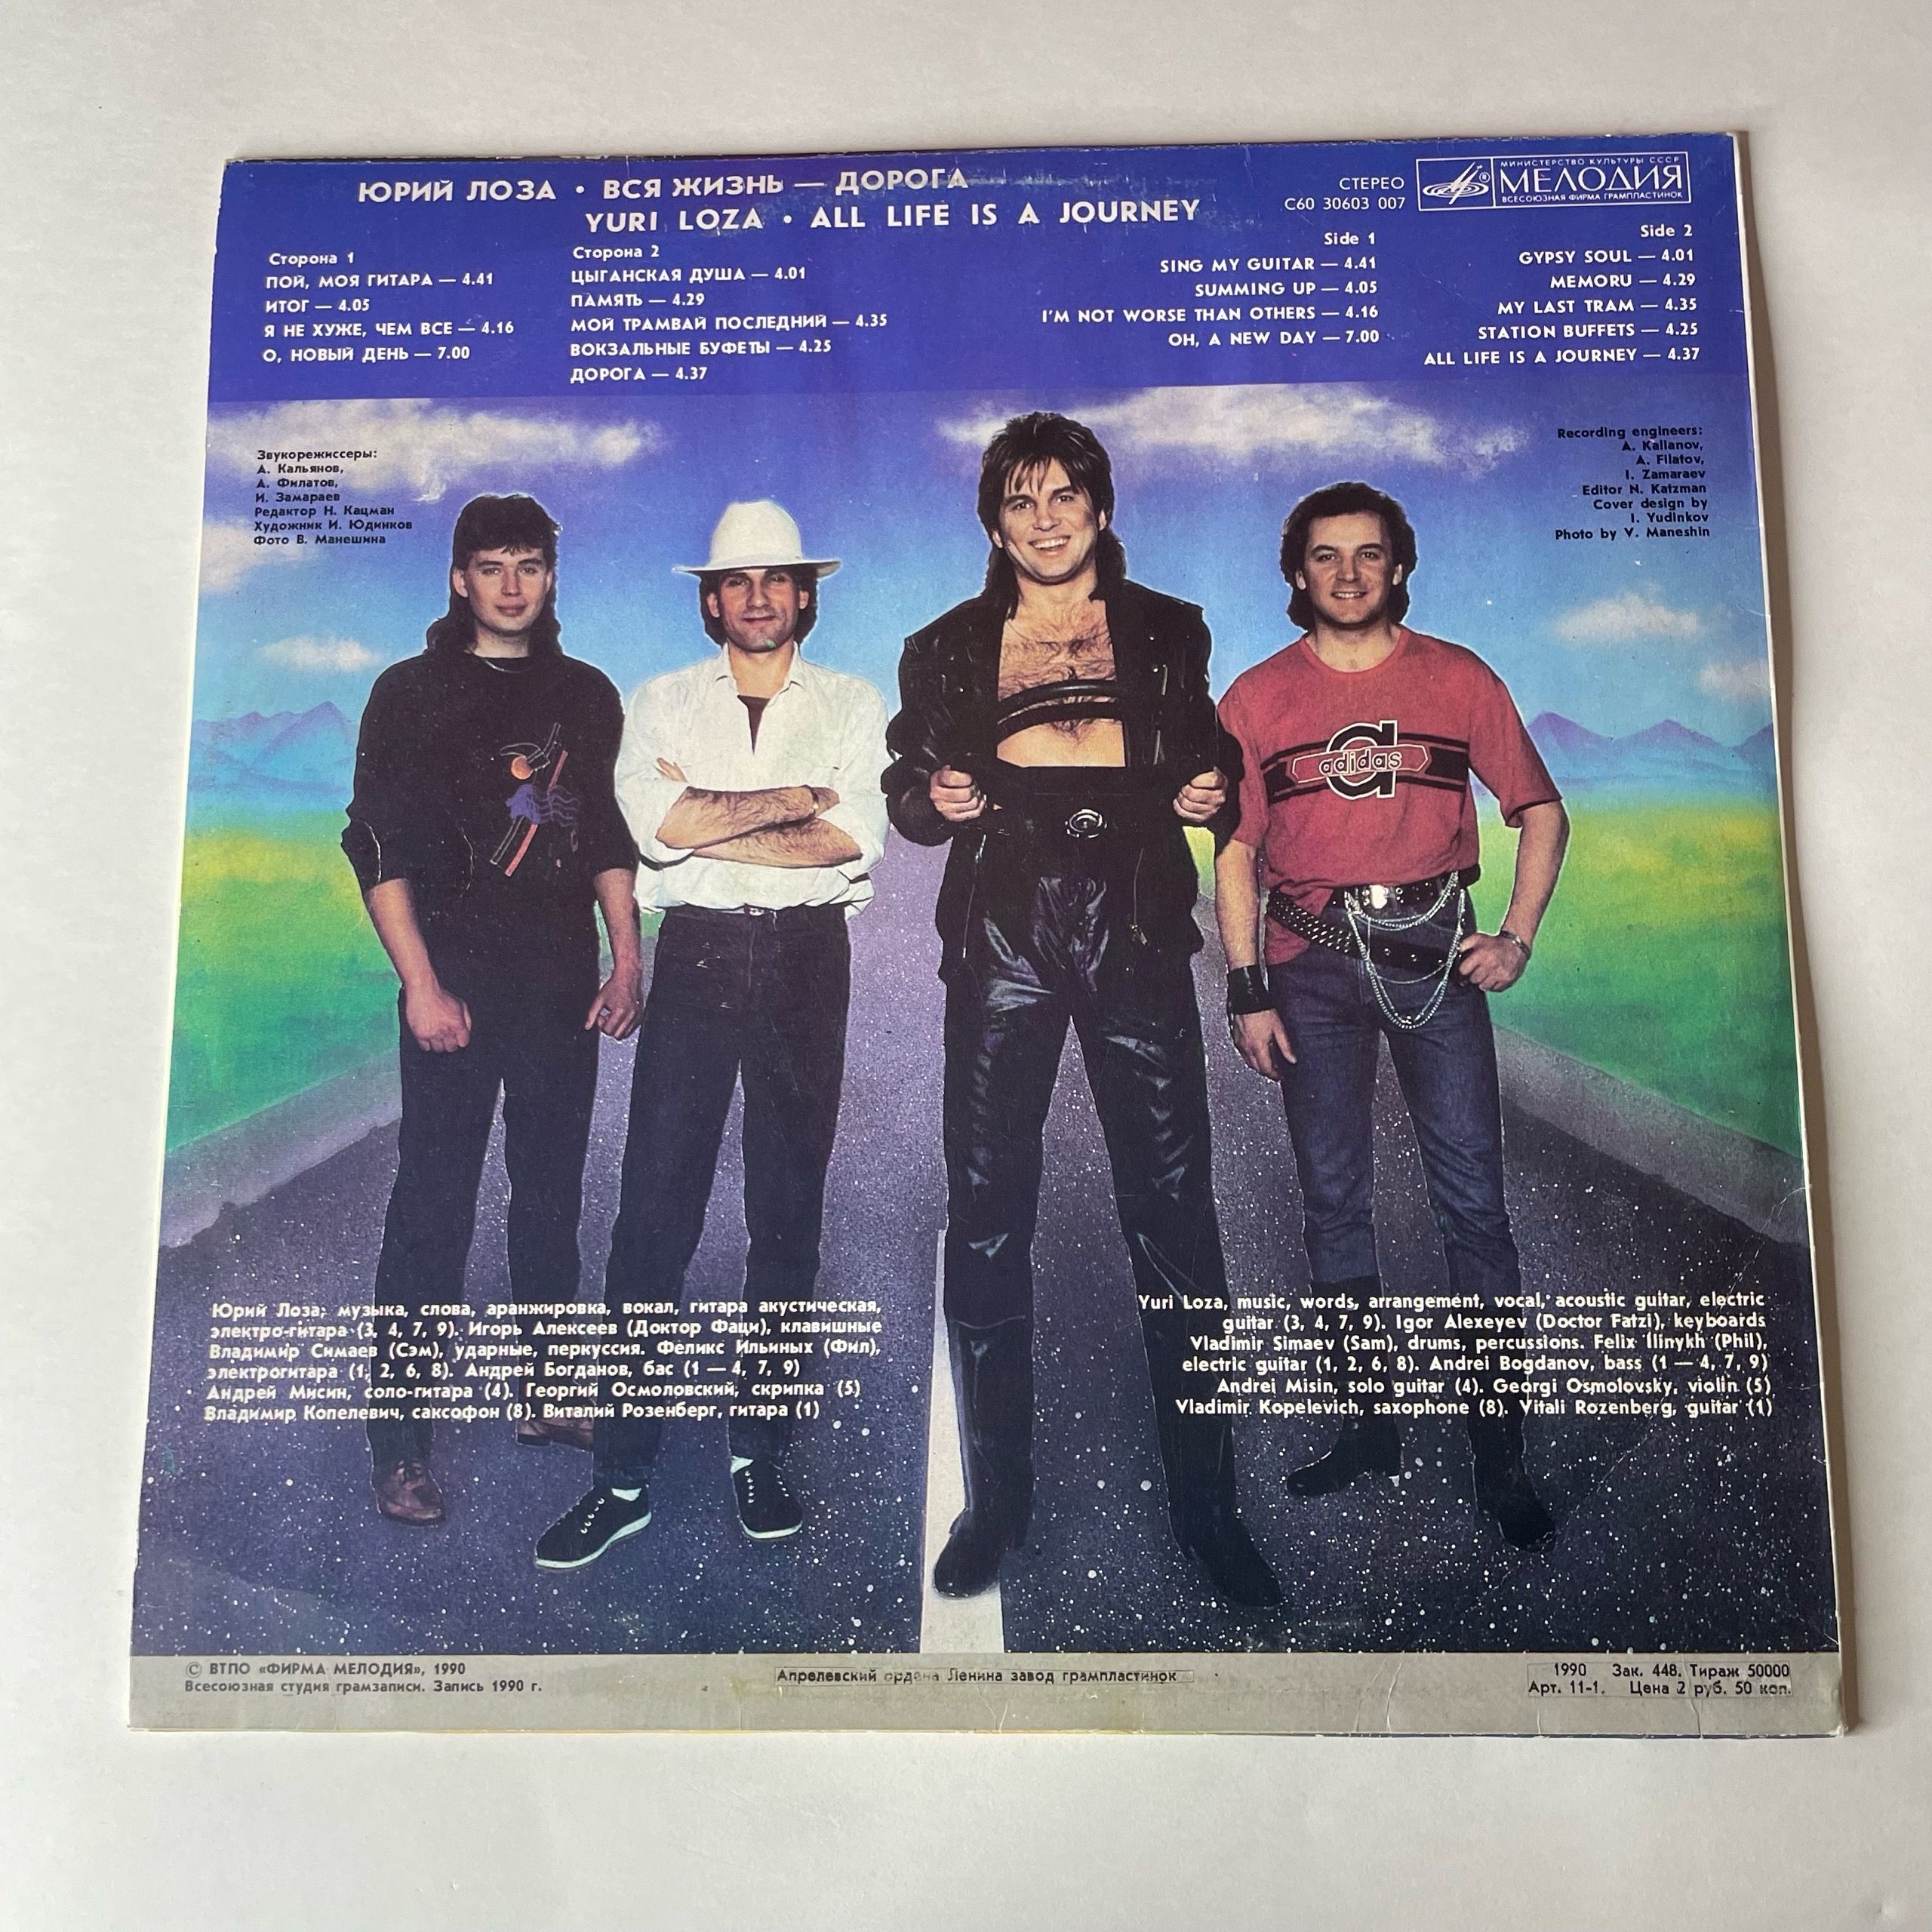 ЮРИЙ ЛОЗА • ВСЯ ЖИЗНЬ — ДОРОГА
YURI LOZA • ALL LIFE IS A JOURNEY
СТЕРЕО
С60 30603 007
МИНИСТЕРСТВО КУЛЬТУРЫ СССР
МЕЛОДИЯ
ВСЕСОЮЗНАЯ ФИРМА ГРАМПЛАСТИНОК
Сторона 1
ПОЙ, МОЯ ГИТАРА — 4.41
ИТОГ — 4.05
Я НЕ ХУЖЕ, ЧЕМ ВСЕ — 4.16
О, НОВЫЙ ДЕНЬ — 7.00
Сторона 2
ЦЫГАНСКАЯ ДУША — 4.01
ПАМЯТЬ — 4.29
МОЙ ТРАМВАЙ ПОСЛЕДНИЙ — 4.35
ВОКЗАЛЬНЫЕ БУФЕТЫ — 4.25
ДОРОГА — 4.37
Side 1
SING MY GUITAR — 4.41
SUMMING UP — 4.05
I'M NOT WORSE THAN OTHERS — 4.16
OH, A NEW DAY — 7.00
Side 2
GYPSY SOUL — 4.01
MEMORU — 4.29
MY LAST TRAM — 4.35
STATION BUFFETS — 4.25
ALL LIFE IS A JOURNEY — 4.37
Звукорежиссеры:
А. Кальянов,
А. Филатов,
И. Замараев
Редактор Н. Кацман
Художник И. Юдинков
Фото В. Манешина
Recording engineers:
A. Kalianov,
A. Filatov,
I. Zamaraev
Editor N. Katzman
Cover design by
I. Yudinkov
Photo by V. Maneshin
adidas
Юрий Лоза; музыка, слова, аранжировка, вокал, гитара акустическая,
электро-гитара (3, 4, 7, 9). Игорь Алексеев (Доктор Фаци), клавишные
Владимир Симаев (Сэм), ударные, перкуссия. Феликс Ильиных (Фил),
электрогитара (1, 2, 6, 8). Андрей Богданов, бас (1 — 4, 7, 9)
Андрей Мисин, соло-гитара (4). Георгий Осмоловский, скрипка (5)
Владимир Копелевич, саксофон (8). Виталий Розенберг, гитара (1)
Yuri Loza, music, words, arrangement, vocal, acoustic guitar, electric
guitar (3, 4, 7, 9). Igor Alexeyev (Doctor Fatzi), keyboards
Vladimir Simaev (Sam), drums, percussions. Felix Ilinykh (Phil),
electric guitar (1, 2, 6, 8). Andrei Bogdanov, bass (1 — 4, 7, 9)
Andrei Misin, solo guitar (4). Georgi Osmolovsky, violin (5)
Vladimir Kopelevich, saxophone (8). Vitali Rozenberg, guitar (1)
© ВТПО «ФИРМА МЕЛОДИЯ», 1990
Всесоюзная студия грамзаписи. Запись 1990 г.
Апрелевский ордена Ленина завод грампластинок
1990 Зак. 448. Тираж 50000
Арт. 11-1. Цена 2 руб. 50 коп.